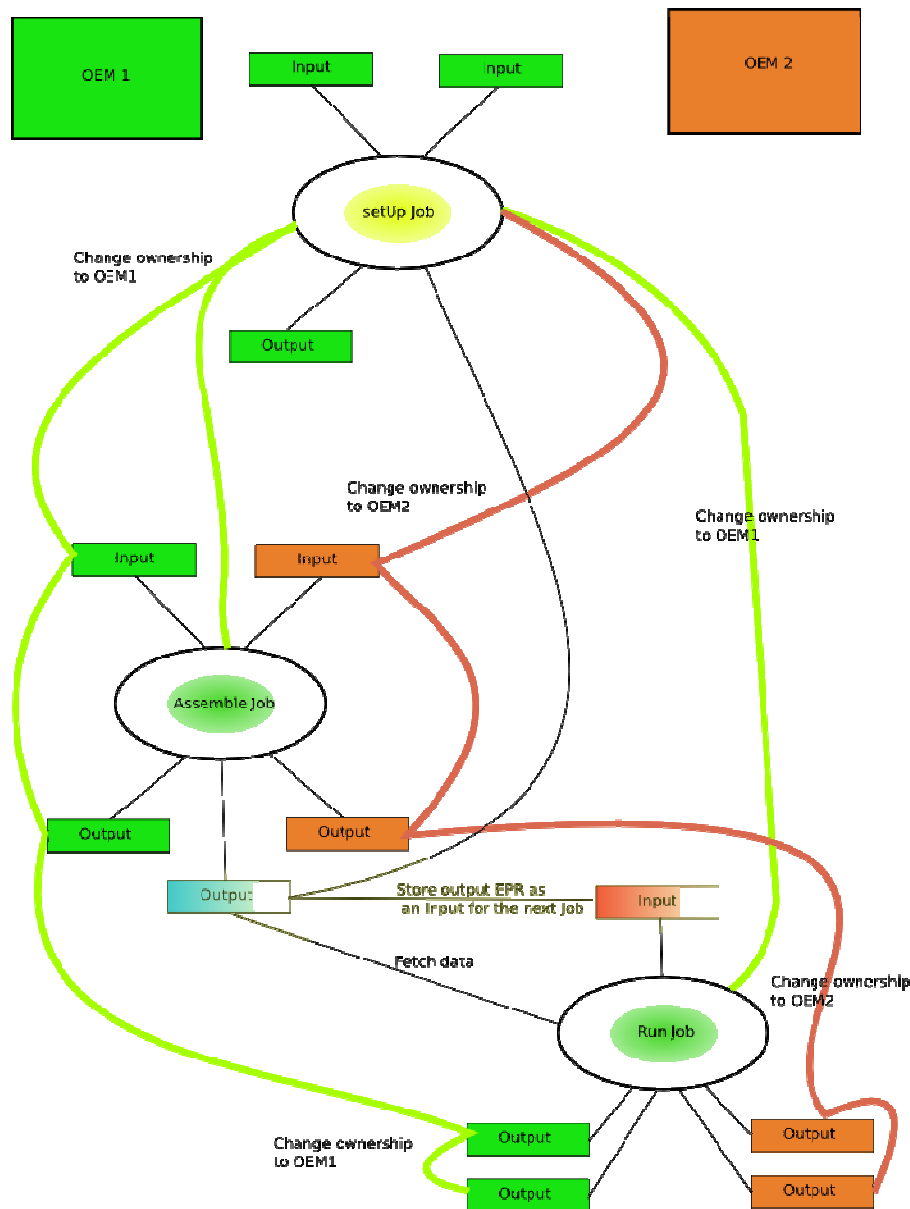 OEM 1
Input
Input
OEM 2
setUp Job
Change ownership
to OEM1
Output
Change ownership
to OEM2
Change ownership
to OEM1
Input
Input
Assemble Job
Output
Output
Output
Store output EPR as
an Input for the next Job
Input
Fetch data
Change ownership
to OEM2
Run Job
Change ownership
to OEM1
Output
Output
Output
Output